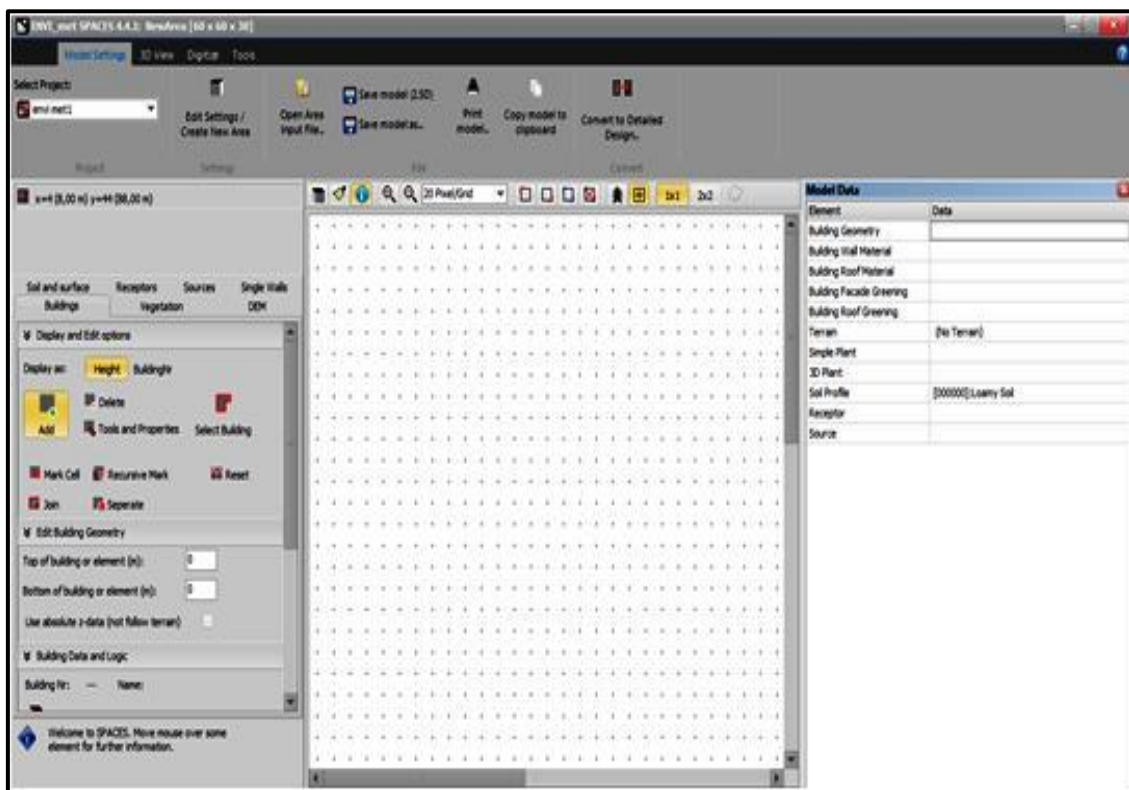 ENVI_met SPACES 4.4.3: NewArea [60 x 60 x 30]
Model Settings 3D View Digitize Tools
Select Project:
envi met1
Edit Settings /
Create New Area
Open Area
Input File...
Save model (2.5D)
Save model as...
Print
model...
Copy model to
clipboard
Convert to Detailed
Design...
Project Settings File Convert
x=4 (8,00 m) y=44 (88,00 m)
20 Pixel/Grid
1x1 2x2
Soil and surface Receptors Sources Single Walls
Buildings Vegetation DEM
Display and Edit options
Display as: Height BuildingNr
Add
Delete
Tools and Properties
Select Building
Mark Cell Recursive Mark Reset
Join Seperate
Edit Building Geometry
Top of building or element (m): 0
Bottom of building or element (m): 0
Use absolute z-data (not follow terrain)
Building Data and Logic
Building Nr: --- Name:
Welcome to SPACES. Move mouse over some
element for further information.
Model Data
Element Data
Building Geometry
Building Wall Material
Building Roof Material
Building Facade Greening
Building Roof Greening
Terrain (No Terrain)
Simple Plant
3D Plant
Soil Profile [000000]:Loamy Soil
Receptor
Source